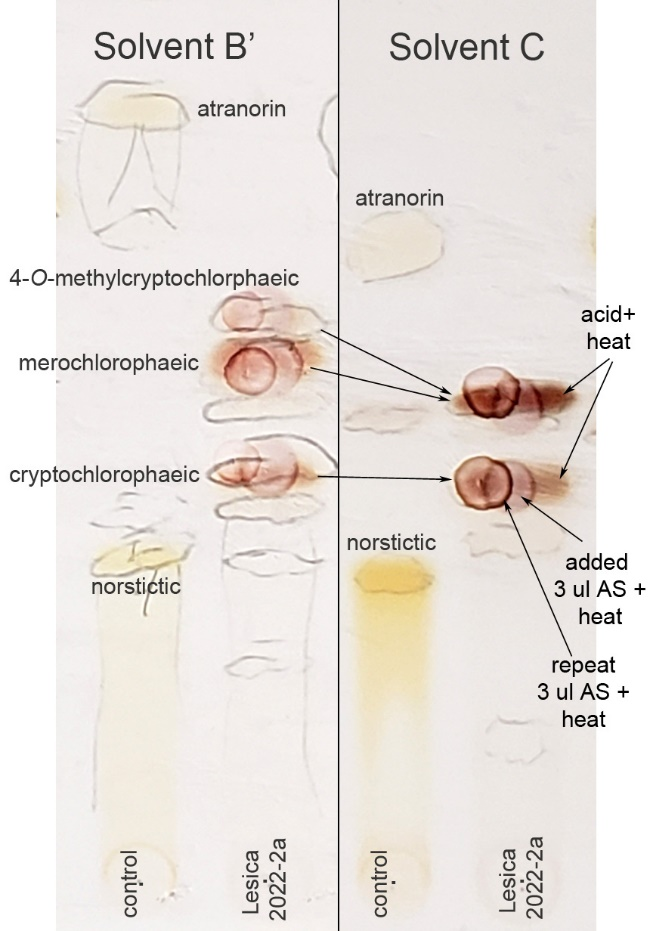 Solvent B’
Solvent C
atranorin
atranorin
4-O-methylcryptochlorphaeic
acid+
heat
merochlorophaeic
cryptochlorophaeic
norstictic
norstictic
added
3 ul AS +
heat
repeat
3 ul AS +
heat
control
Lesica
2022-2a
control
Lesica
2022-2a